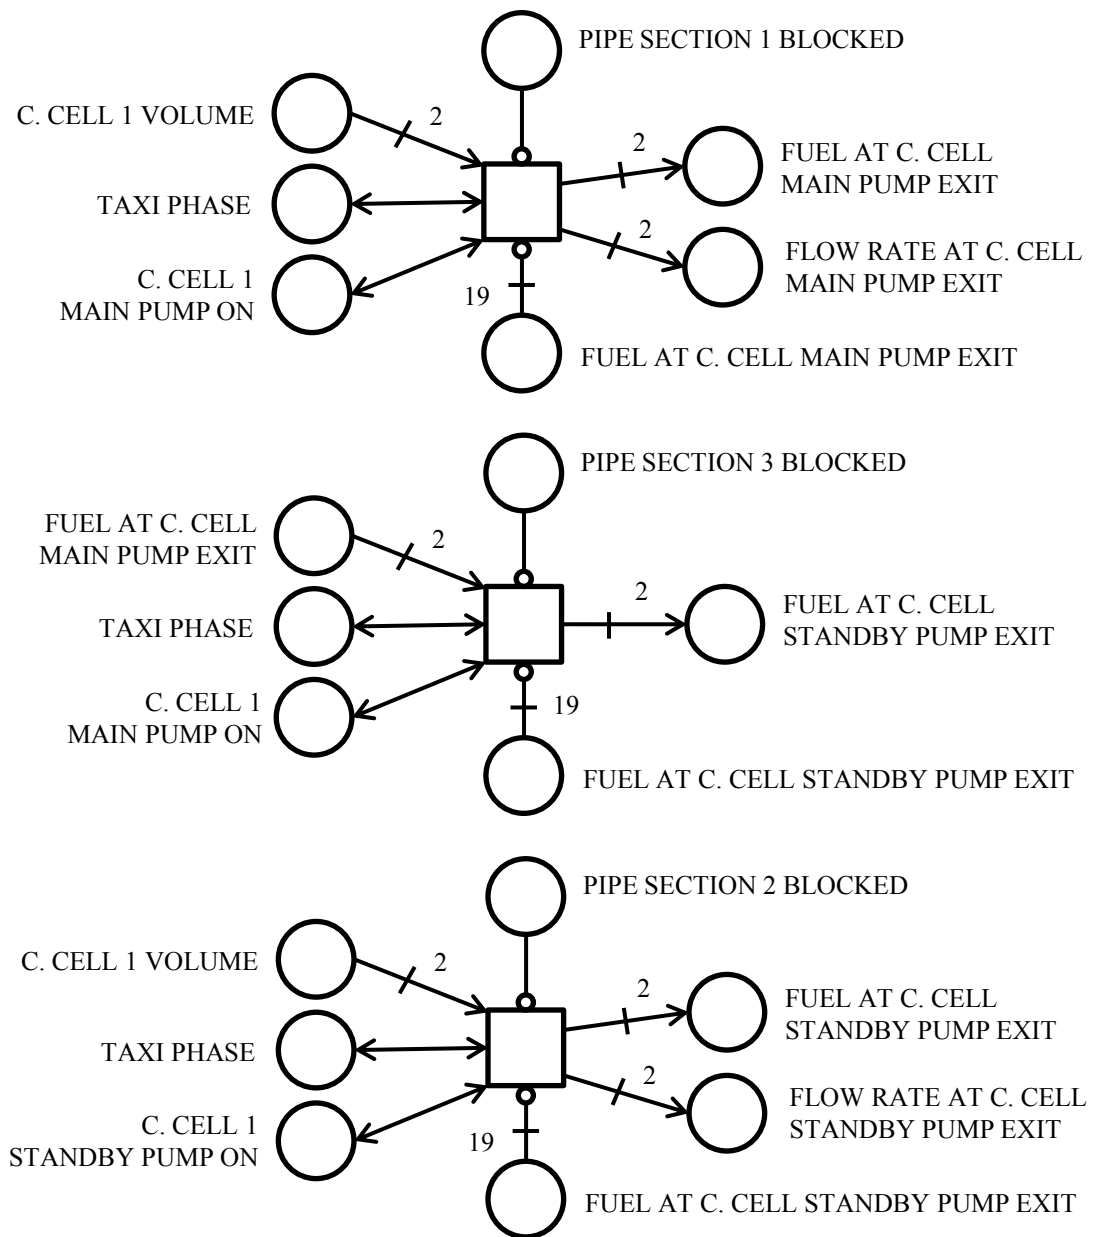 PIPE SECTION 1 BLOCKED
C. CELL 1 VOLUME
2
2
FUEL AT C. CELL
MAIN PUMP EXIT
TAXI PHASE
2
FLOW RATE AT C. CELL
MAIN PUMP EXIT
C. CELL 1
MAIN PUMP ON
19
FUEL AT C. CELL MAIN PUMP EXIT
PIPE SECTION 3 BLOCKED
FUEL AT C. CELL
MAIN PUMP EXIT
2
2
FUEL AT C. CELL
STANDBY PUMP EXIT
TAXI PHASE
C. CELL 1
MAIN PUMP ON
19
FUEL AT C. CELL STANDBY PUMP EXIT
PIPE SECTION 2 BLOCKED
C. CELL 1 VOLUME
2
2
FUEL AT C. CELL
STANDBY PUMP EXIT
TAXI PHASE
2
FLOW RATE AT C. CELL
STANDBY PUMP EXIT
C. CELL 1
STANDBY PUMP ON
19
FUEL AT C. CELL STANDBY PUMP EXIT